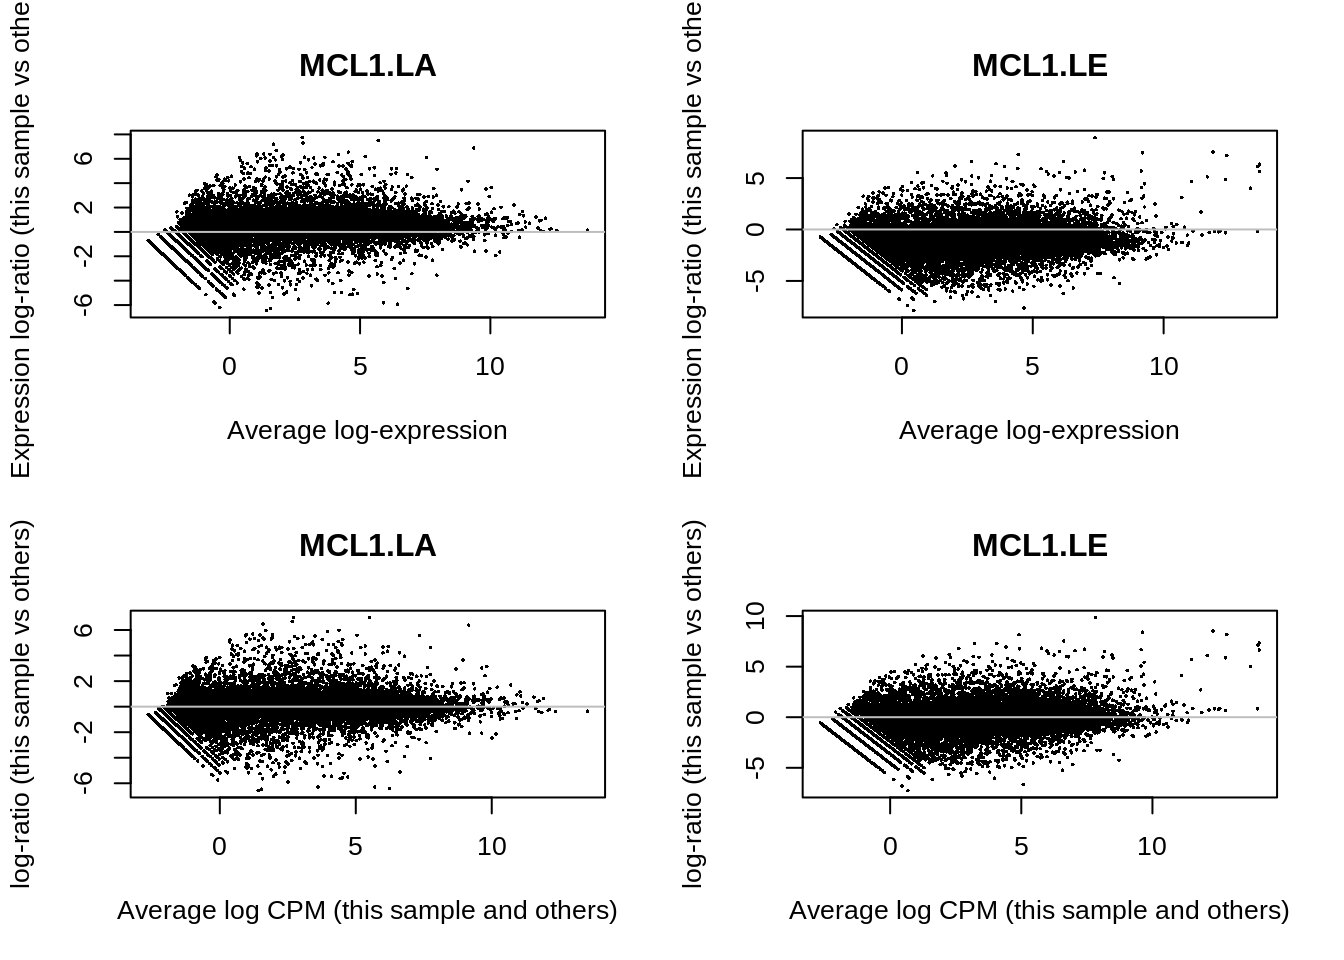 MCL1.LA
Expression log-ratio (this sample vs othe
6
2
-2
-6
0 5 10
Average log-expression
MCL1.LE
Expression log-ratio (this sample vs othe
5
0
-5
0 5 10
Average log-expression
MCL1.LA
log-ratio (this sample vs others)
6
2
-2
-6
0 5 10
Average log CPM (this sample and others)
MCL1.LE
log-ratio (this sample vs others)
10
5
0
-5
0 5 10
Average log CPM (this sample and others)